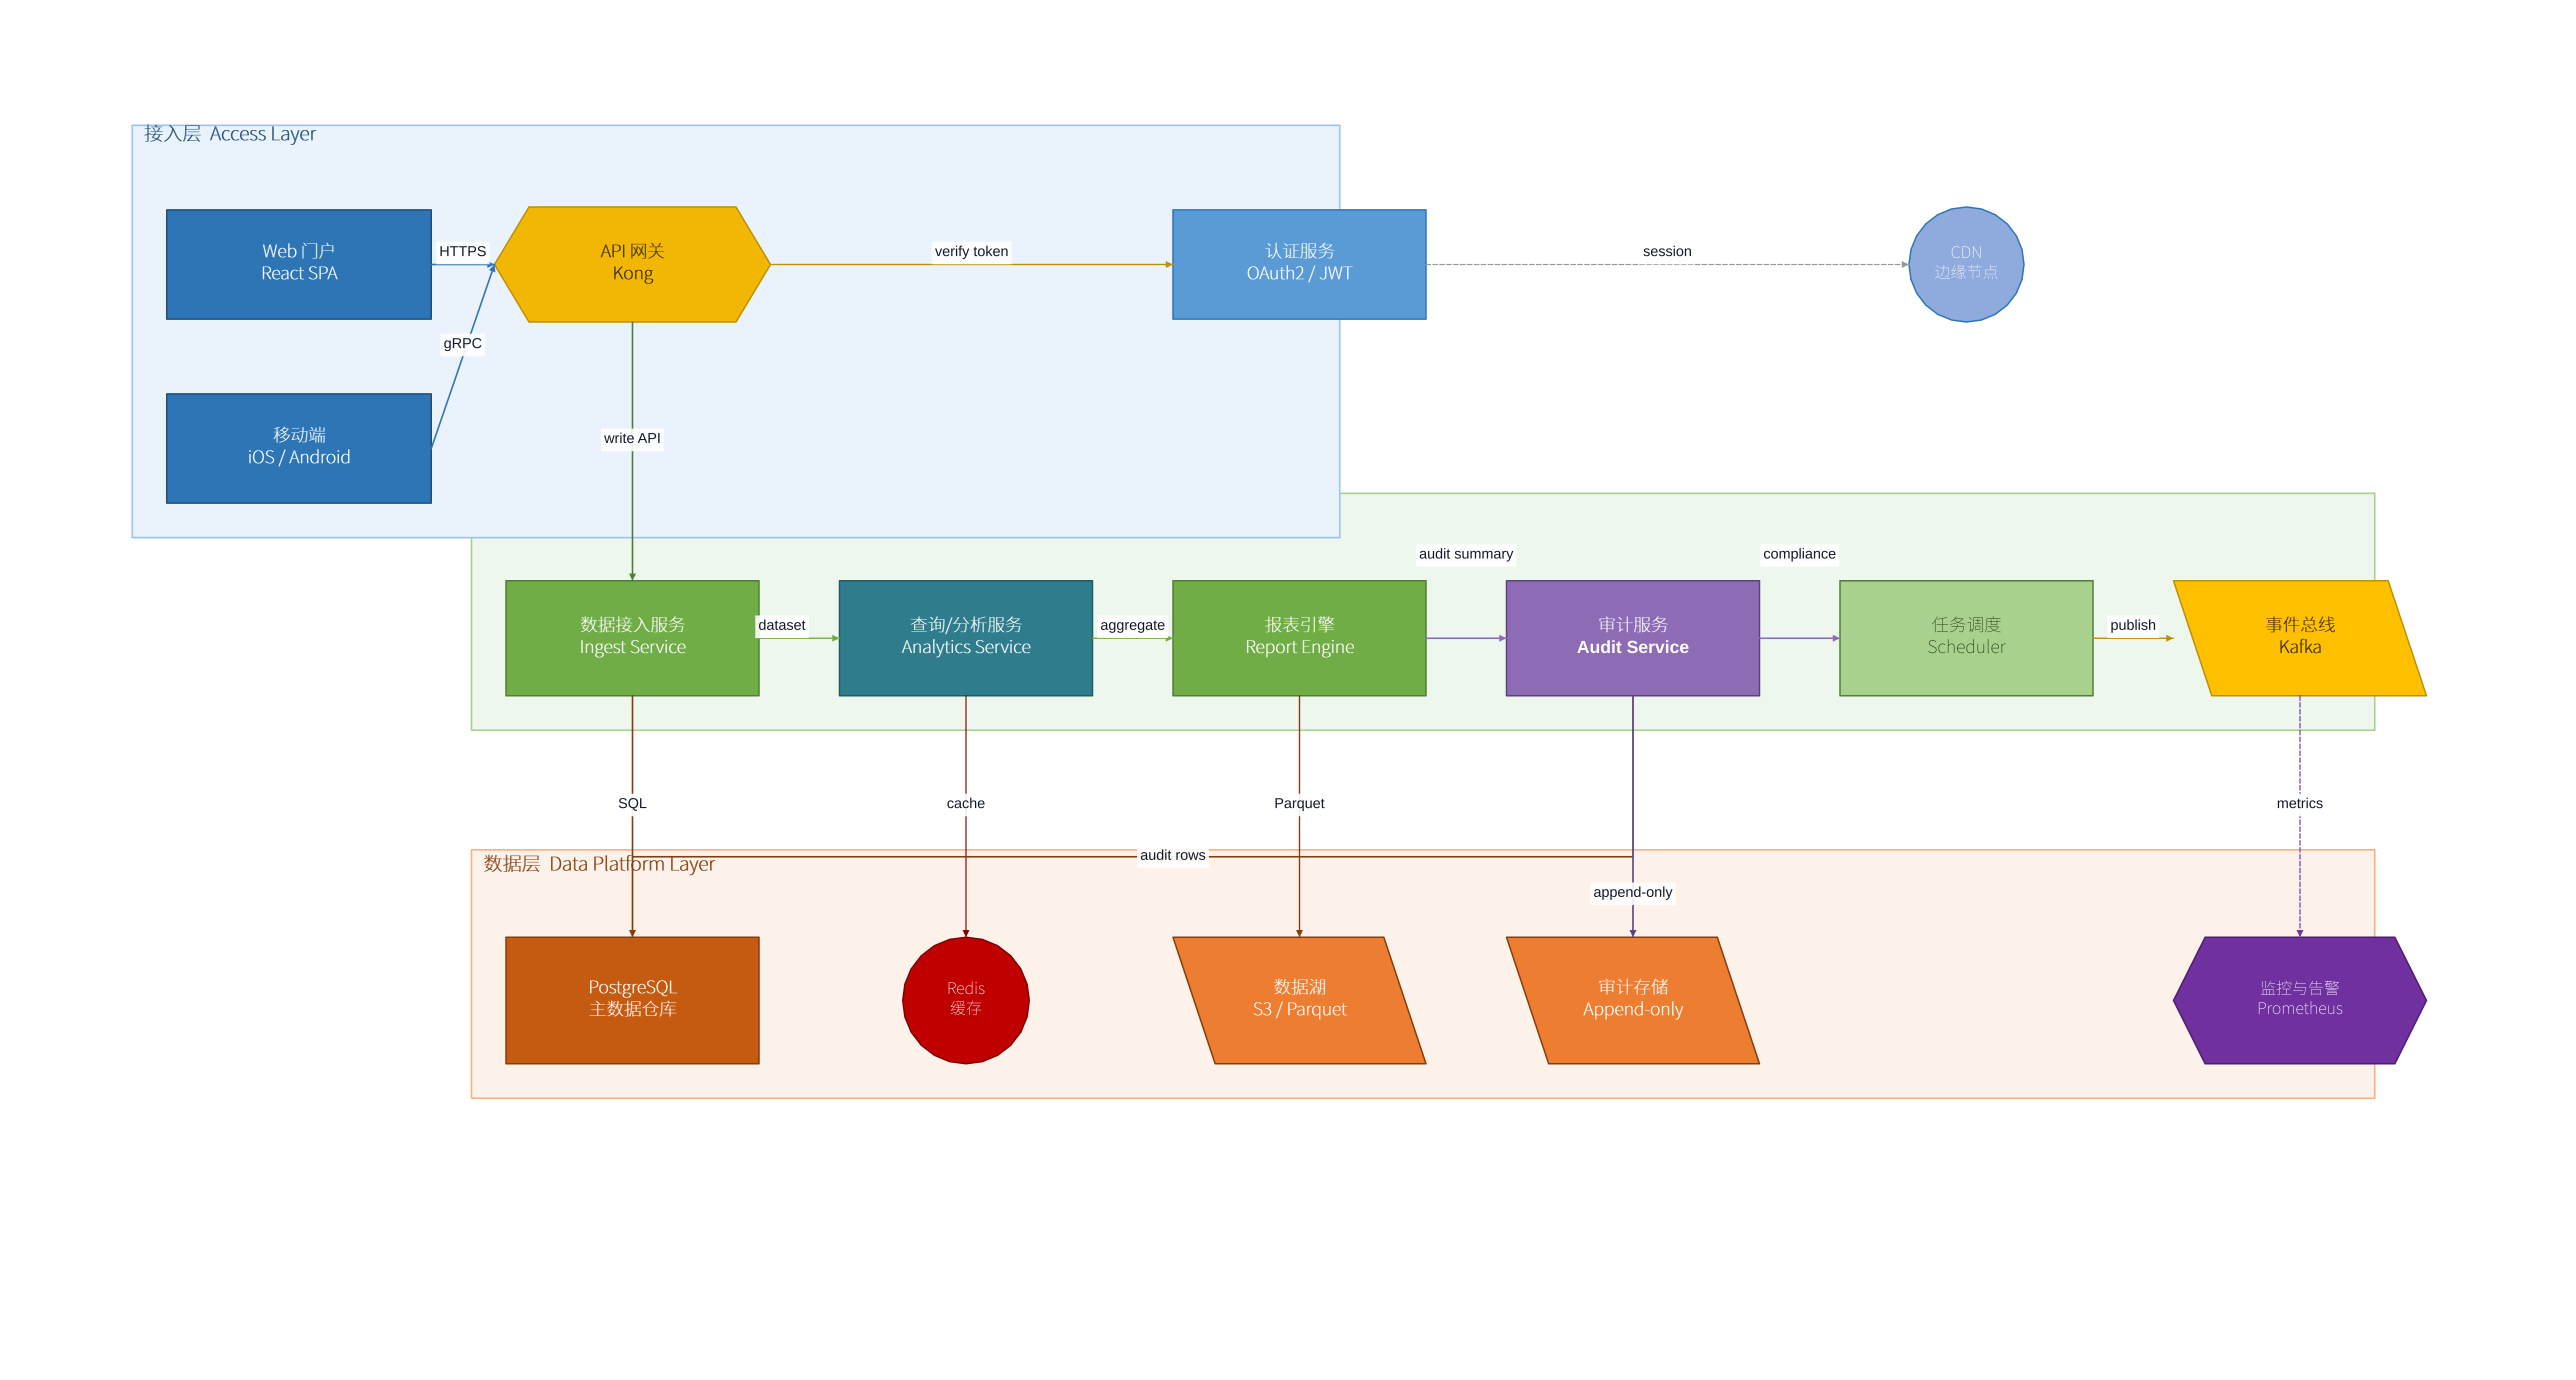 接入层 Access Layer
Web 门户
React SPA
HTTPS
API 网关
Kong
verify token
认证服务
OAuth2 / JWT
session
CDN
边缘节点
gRPC
移动端
iOS / Android
write API
audit summary
compliance
数据接入服务
Ingest Service
dataset
查询/分析服务
Analytics Service
aggregate
报表引擎
Report Engine
审计服务
Audit Service
任务调度
Scheduler
publish
事件总线
Kafka
SQL
cache
Parquet
metrics
数据层 Data Platform Layer
audit rows
append-only
PostgreSQL
主数据仓库
Redis
缓存
数据湖
S3 / Parquet
审计存储
Append-only
监控与告警
Prometheus